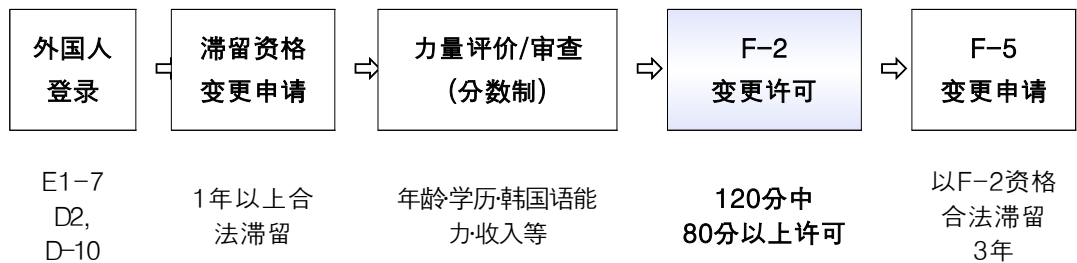 外国人
登录
滞留资格
变更申请
力量评价/审查
(分数制)
F-2
变更许可
F-5
变更申请
E1-7
D2,
D-10
1年以上合
法滞留
年龄·学历·韩国语能
力·收入等
120分中
80分以上许可
以F-2资格
合法滞留
3年